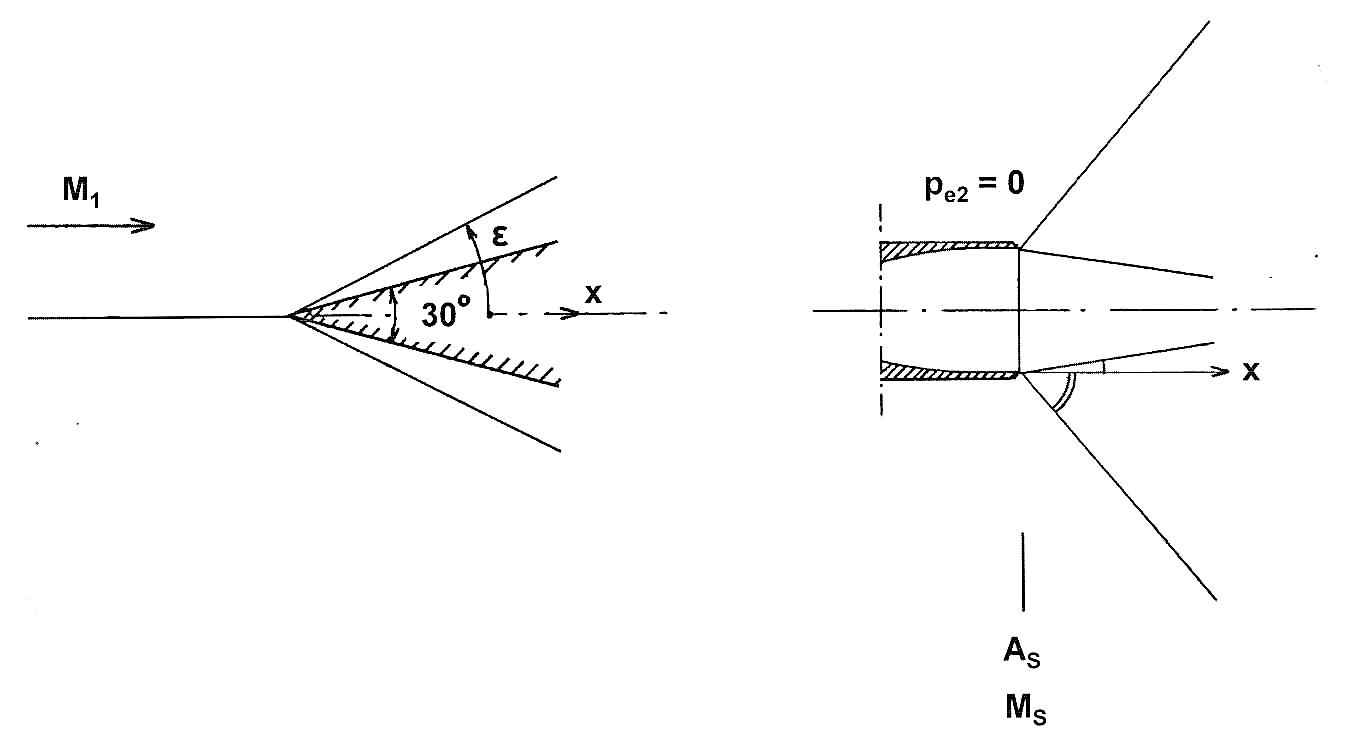 M₁
ε
30°
x
pₑ₂ = 0
x
Aₛ
Mₛ